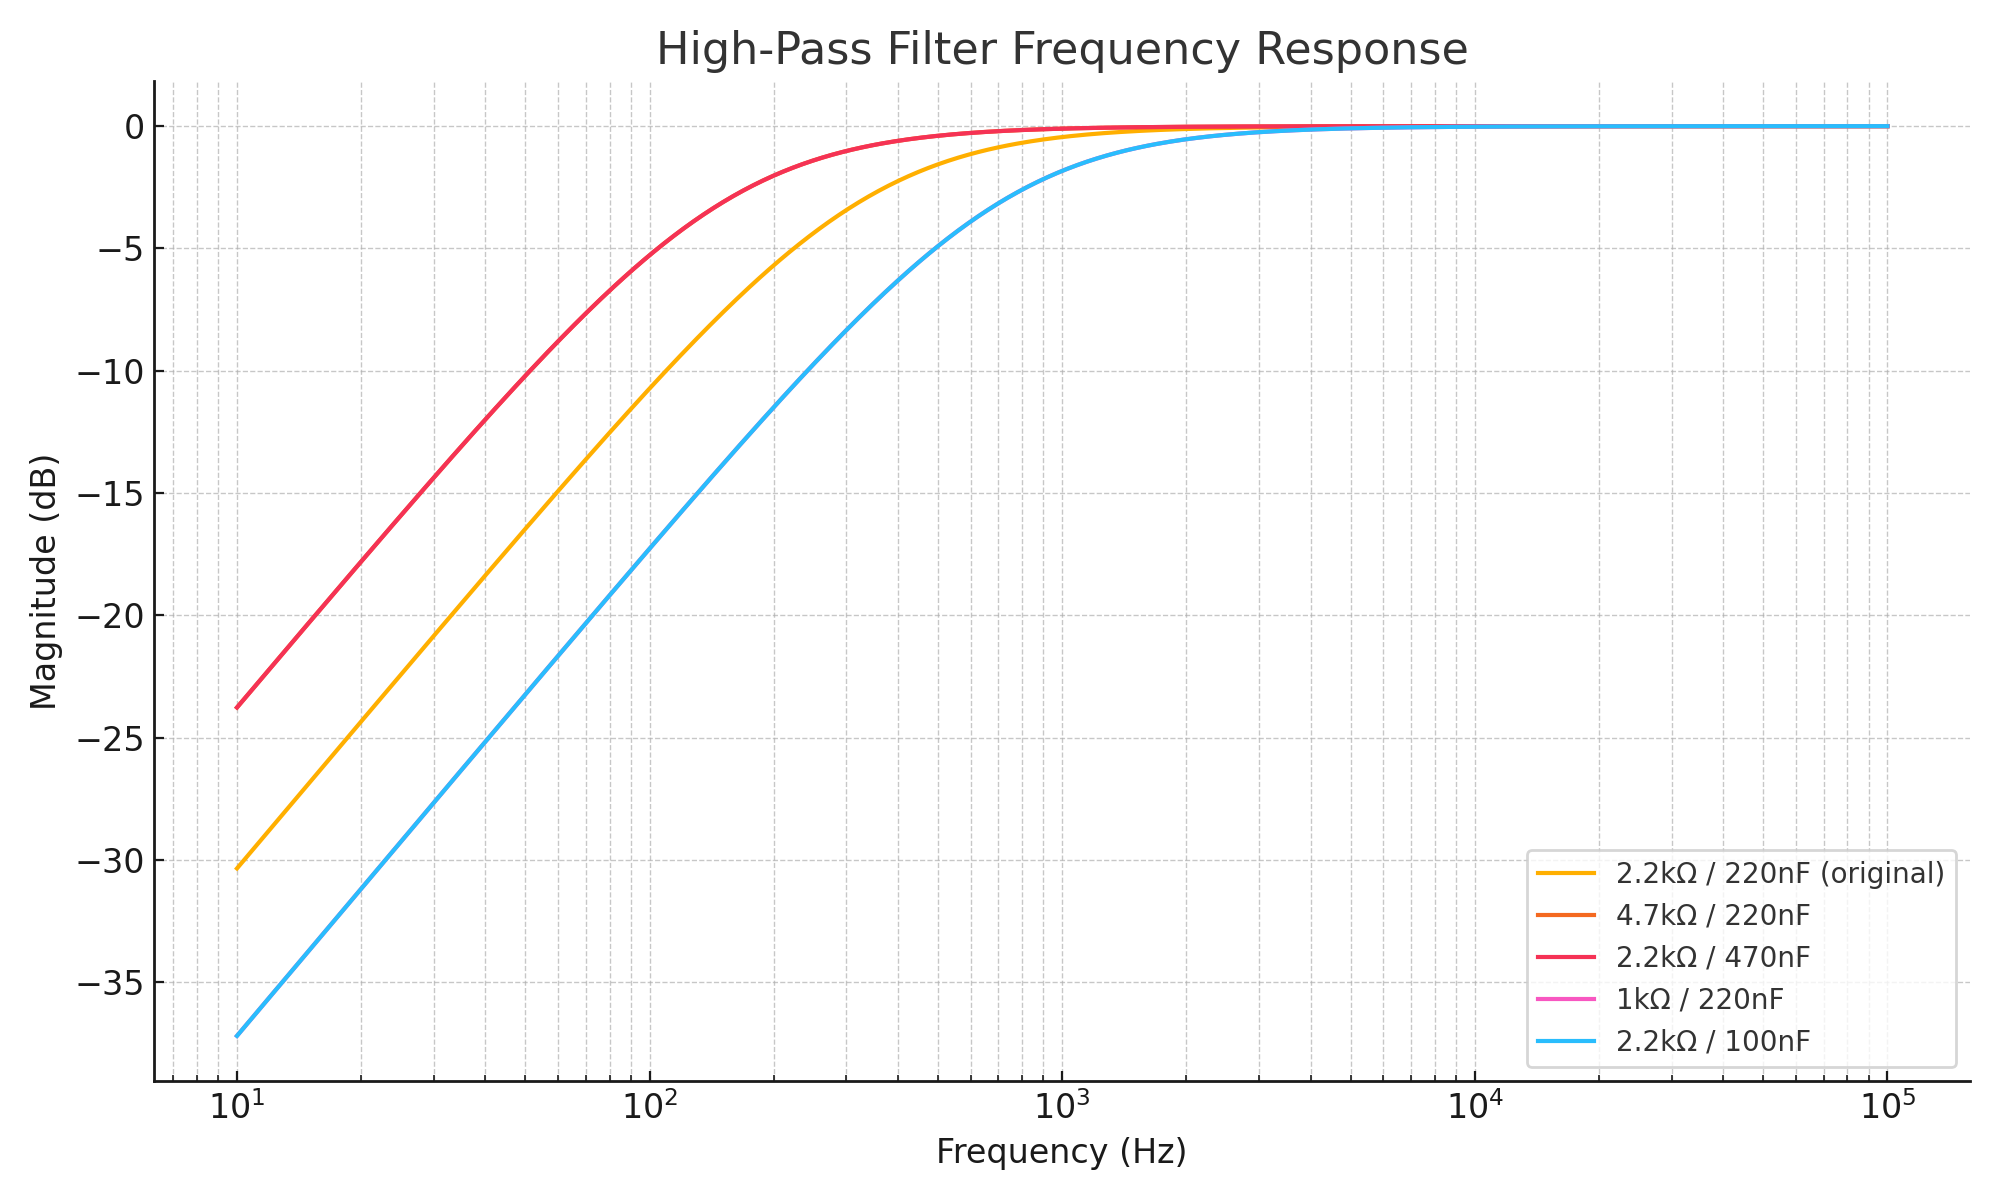 High-Pass Filter Frequency Response
Magnitude (dB)
0
−5
−10
−15
−20
−25
−30
−35
10¹
10²
10³
10⁴
10⁵
Frequency (Hz)
2.2kΩ / 220nF (original)
4.7kΩ / 220nF
2.2kΩ / 470nF
1kΩ / 220nF
2.2kΩ / 100nF